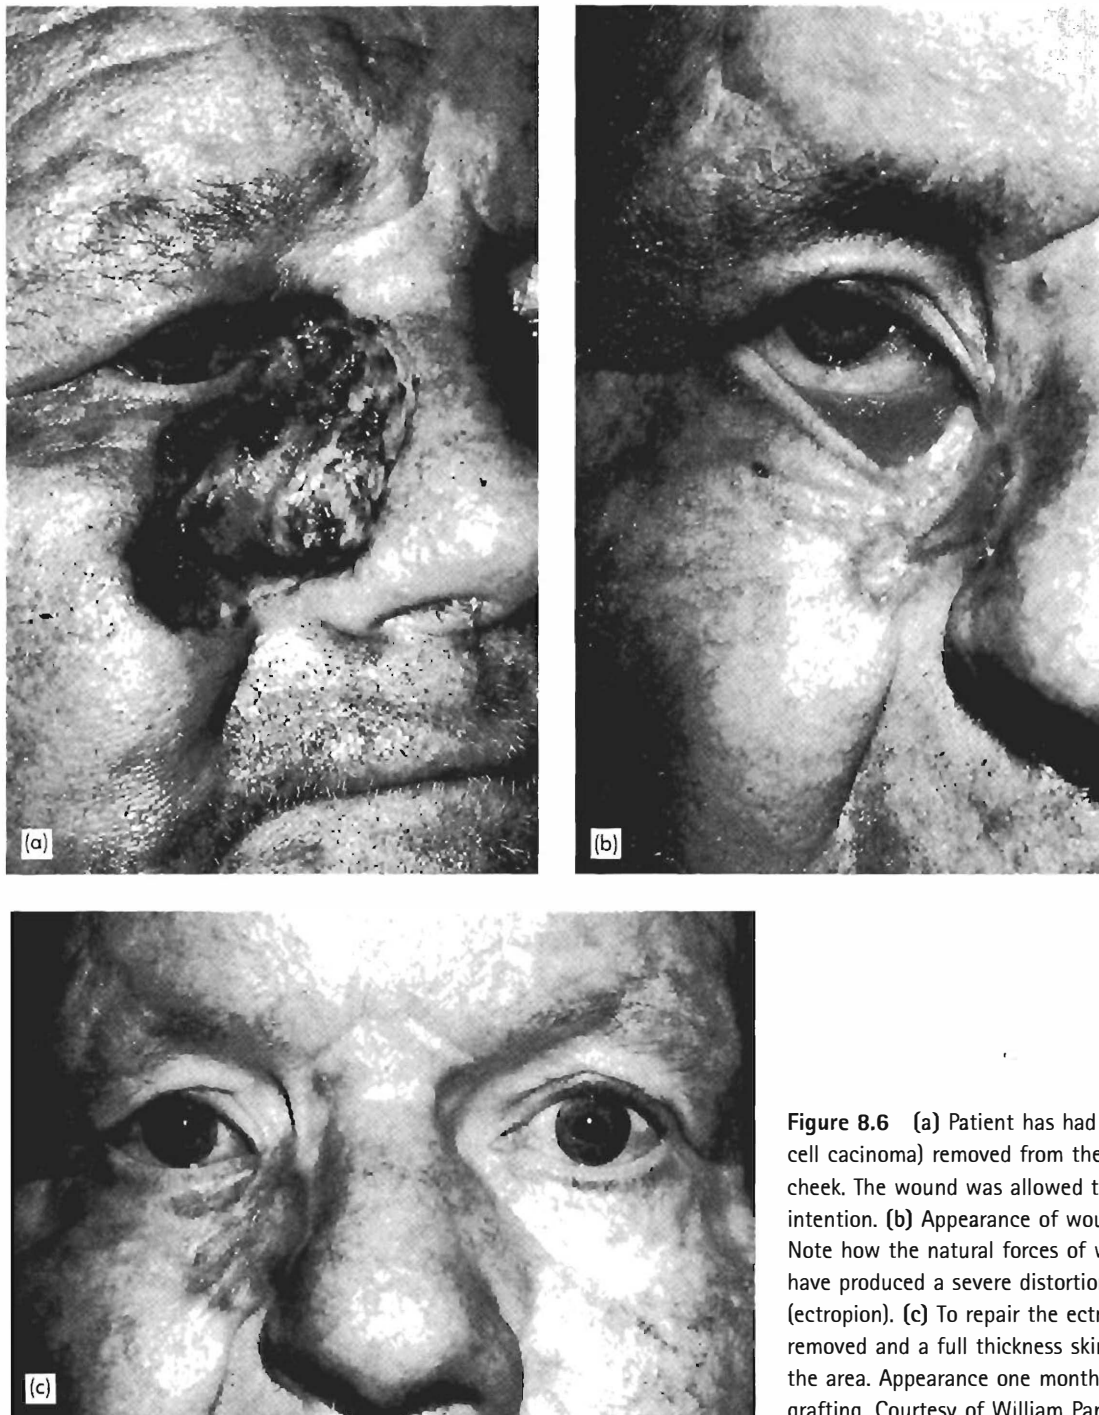 (a)
(b)
(c)
Figure 8.6 (a) Patient has had
cell cacinoma) removed from the
cheek. The wound was allowed t
intention. (b) Appearance of wou
Note how the natural forces of v
have produced a severe distortion
(ectropion). (c) To repair the ectr
removed and a full thickness skin
the area. Appearance one month
grafting. Courtesy of William Par